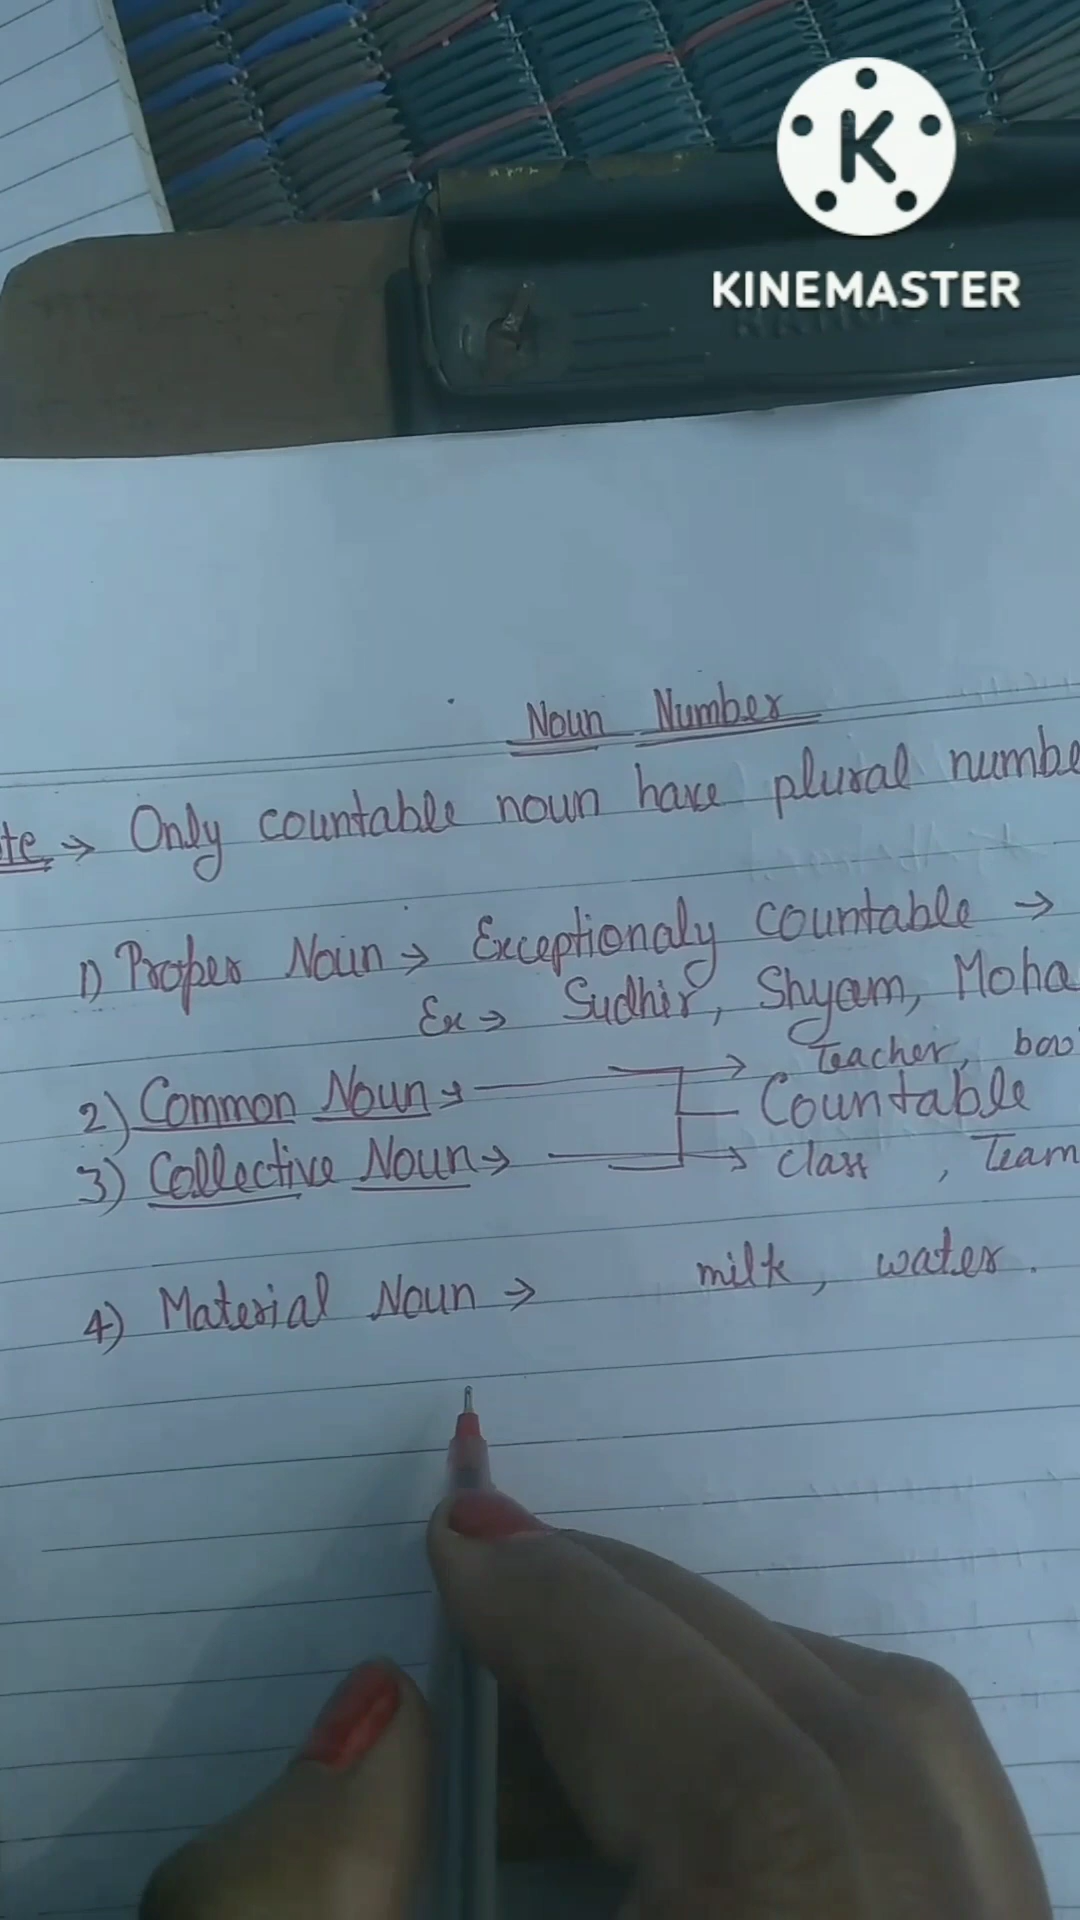 KINEMASTER
Noun Number
te → Only countable noun have plural numbe
1) Proper Noun → Exceptionaly countable →
Ex → Sudhir, Shyam, Moha
Teacher, boo
2) Common Noun →
Countable
3) Collective Noun →
class , Team
4) Material Noun → milk, water.